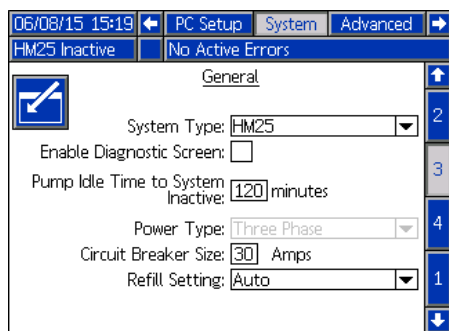 06/08/15 15:19 PC Setup System Advanced
HM25 Inactive No Active Errors
General
System Type: HM25
Enable Diagnostic Screen:
Pump Idle Time to System
Inactive: 120 minutes
Power Type: Three Phase
Circuit Breaker Size: 30 Amps
Refill Setting: Auto
2
3
4
1